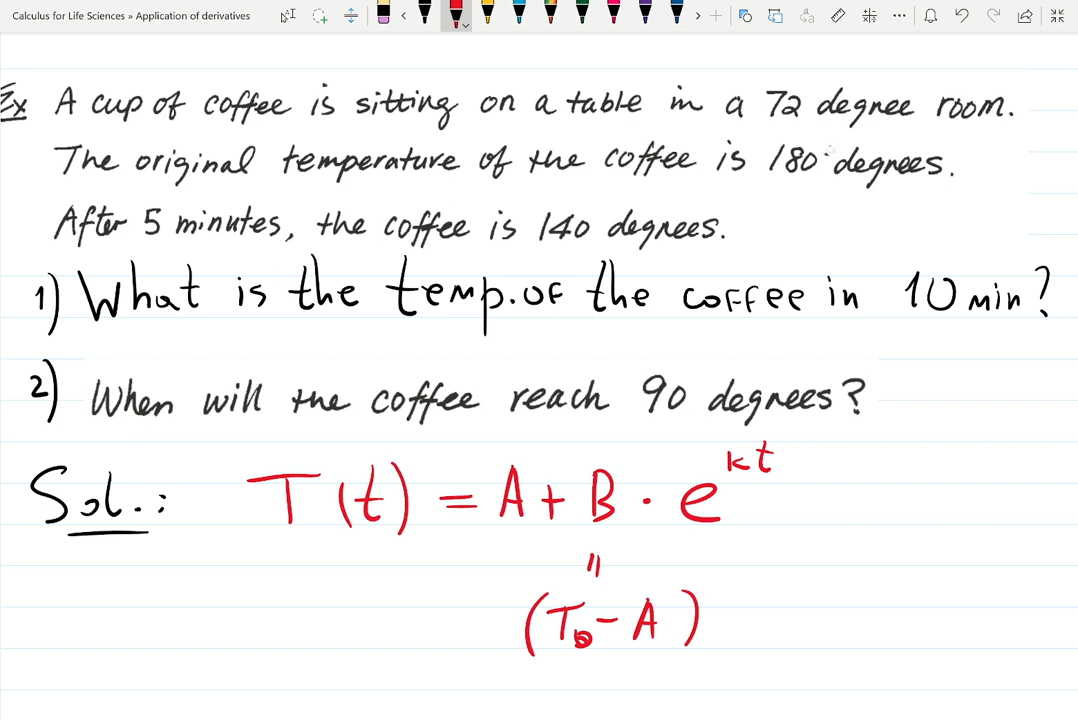 Calculus for Life Sciences » Application of derivatives
Ex A cup of coffee is sitting on a table in a 72 degree room.
The original temperature of the coffee is 180 degrees.
After 5 minutes, the coffee is 140 degrees.
1) What is the temp. of the coffee in 10 min?
2) When will the coffee reach 90 degrees?
Sol.: T(t) = A + B · e^{kt}
=
(T₀ - A)